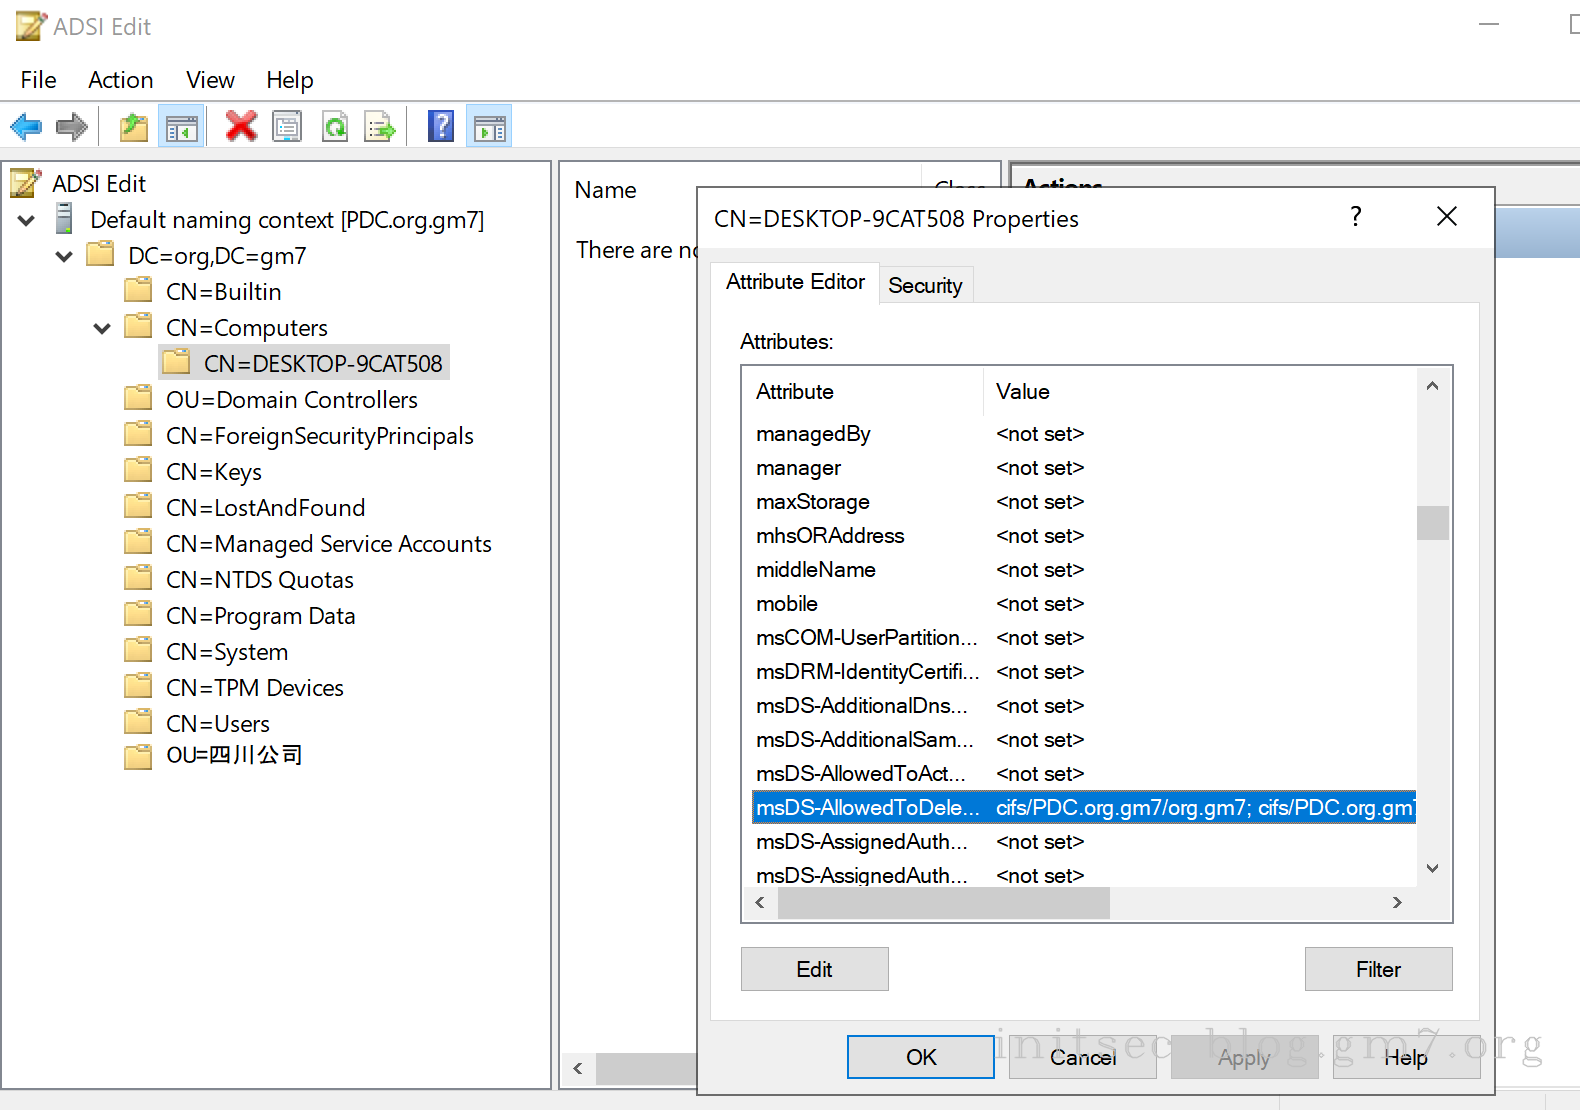 ADSI Edit
File Action View Help
ADSI Edit
Default naming context [PDC.org.gm7]
DC=org,DC=gm7
CN=Builtin
CN=Computers
CN=DESKTOP-9CAT508
OU=Domain Controllers
CN=ForeignSecurityPrincipals
CN=Keys
CN=LostAndFound
CN=Managed Service Accounts
CN=NTDS Quotas
CN=Program Data
CN=System
CN=TPM Devices
CN=Users
OU=四川公司
Name Class
There are no
Actions
CN=DESKTOP-9CAT508 Properties
Attribute Editor Security
Attributes:
Attribute Value
managedBy <not set>
manager <not set>
maxStorage <not set>
mhsORAddress <not set>
middleName <not set>
mobile <not set>
msCOM-UserPartition... <not set>
msDRM-IdentityCertifi... <not set>
msDS-AdditionalDns... <not set>
msDS-AdditionalSam... <not set>
msDS-AllowedToAct... <not set>
msDS-AllowedToDele... cifs/PDC.org.gm7/org.gm7; cifs/PDC.org.gm7
msDS-AssignedAuth... <not set>
msDS-AssignedAuth... <not set>
Edit Filter
OK Cancel Apply Help
initsec blog.gm7.org